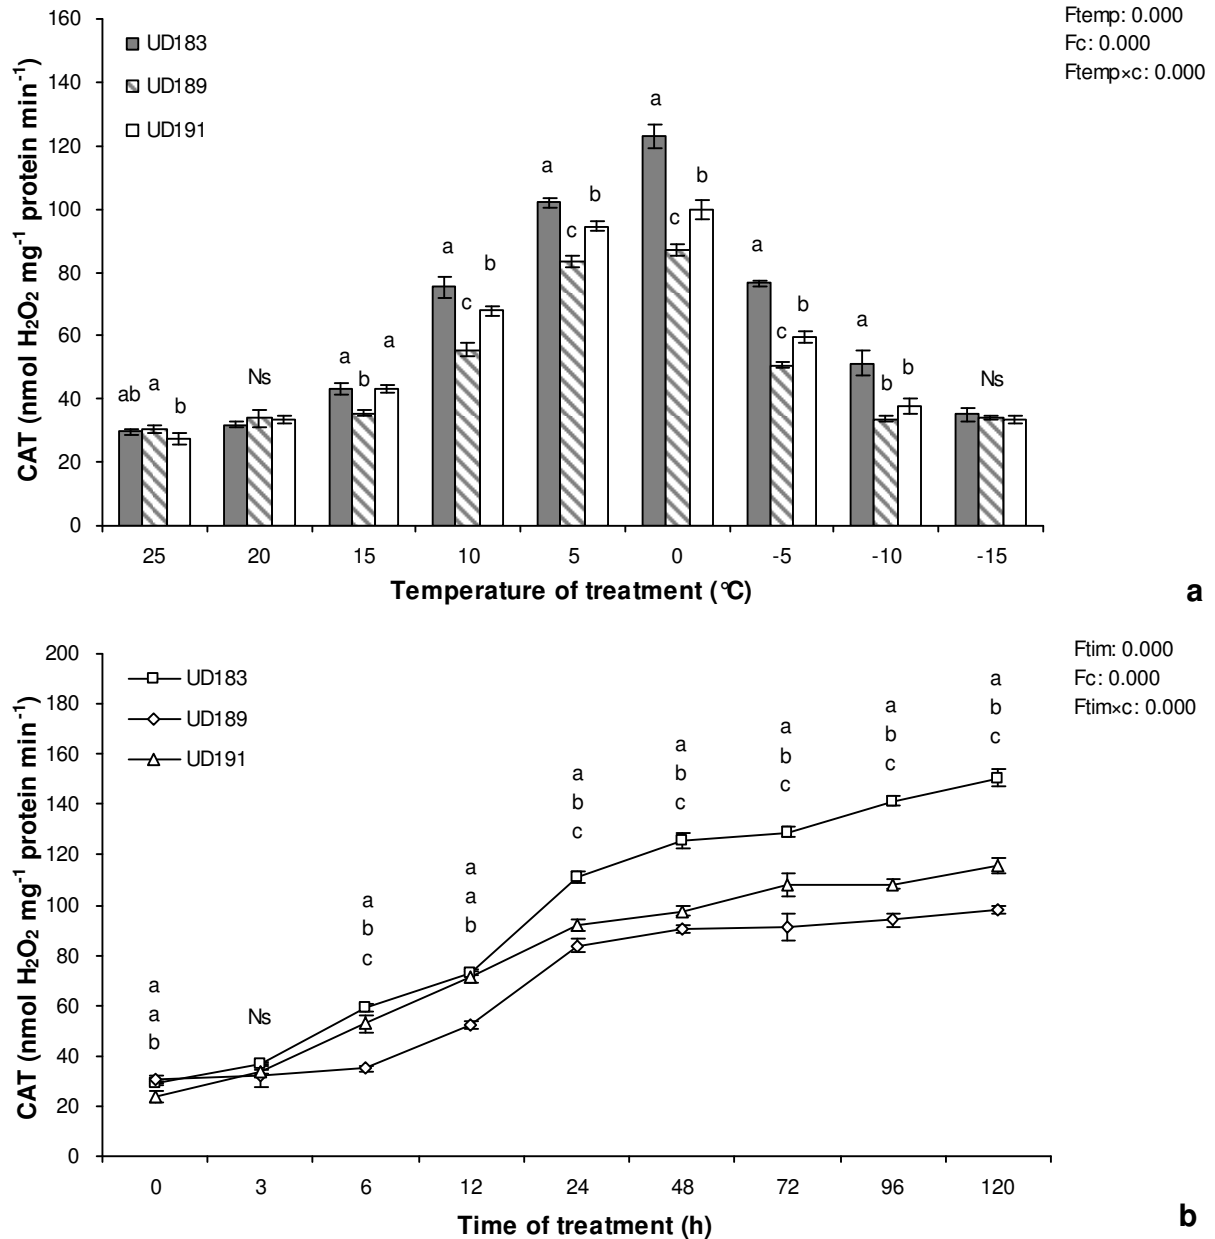 160
140
120
100
80
60
40
20
0
CAT (nmol H₂O₂ mg⁻¹ protein min⁻¹)
UD183
UD189
UD191
Ftemp: 0.000
Fc: 0.000
Ftemp×c: 0.000
ab a b
Ns
a b a
a c b
a c b
a c b
a c b
a b b
Ns
25 20 15 10 5 0 -5 -10 -15
Temperature of treatment (°C)
a
200
180
160
140
120
100
80
60
40
20
0
CAT (nmol H₂O₂ mg⁻¹ protein min⁻¹)
UD183
UD189
UD191
Ftim: 0.000
Fc: 0.000
Ftim×c: 0.000
a
a
b
Ns
a
b
c
a
a
b
a
b
c
a
b
c
a
b
c
a
b
c
a
b
c
0 3 6 12 24 48 72 96 120
Time of treatment (h)
b